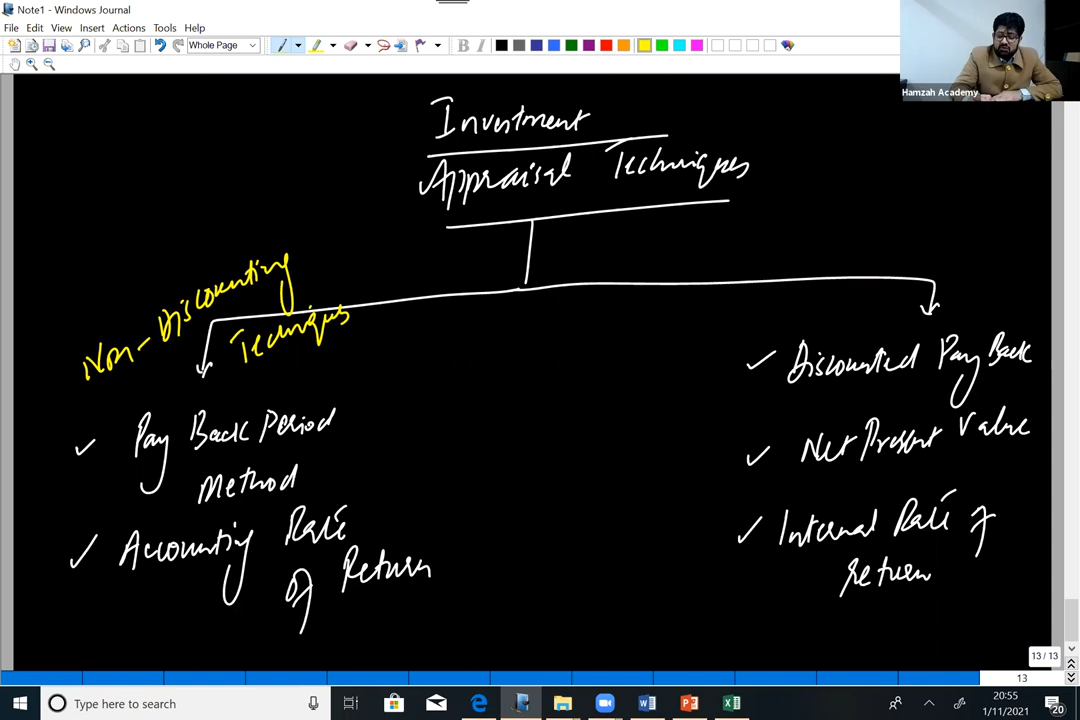 Note1 - Windows Journal
File Edit View Insert Actions Tools Help
Whole Page
Hamzah Academy
Investment
Appraisal Techniques
Non-Discounting
Techniques
Pay Back Period
Method
Accounting Rate
of Return
Discounted Pay Back
Net Present Value
Internal Rate of
return
13 / 13
13
Type here to search
20:55
1/11/2021
20